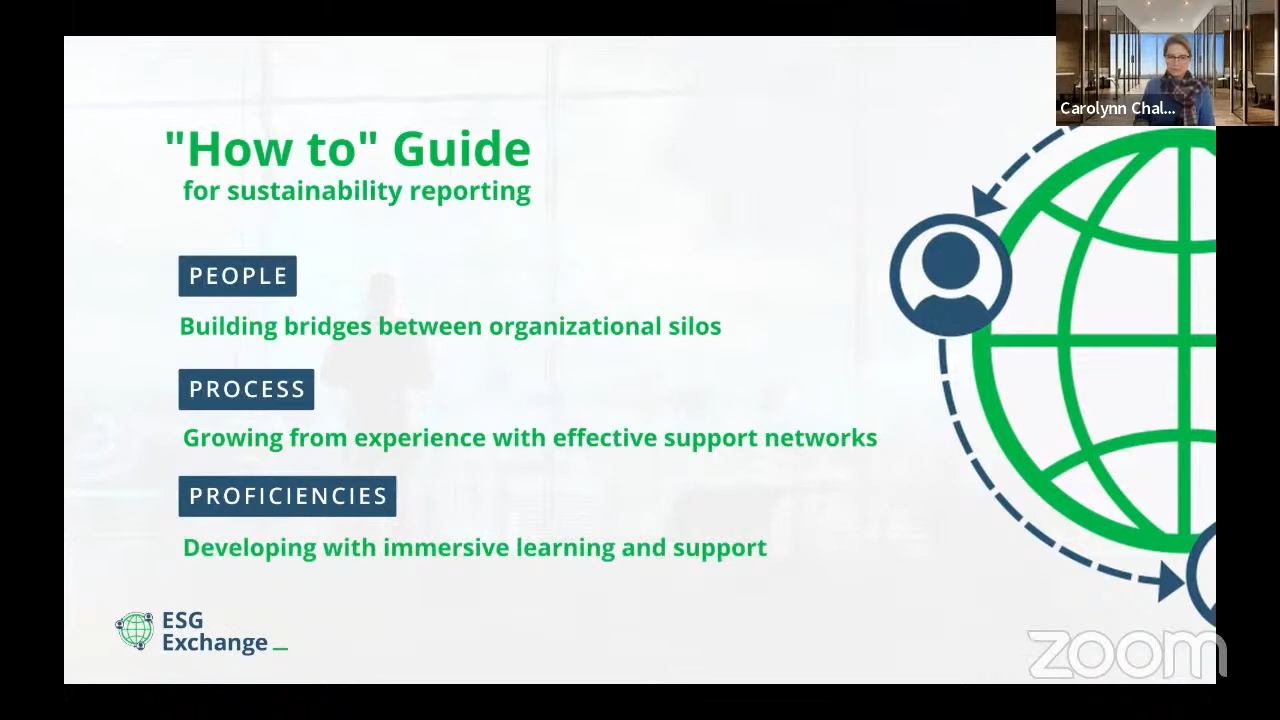 Carolynn Chal...
"How to" Guide
for sustainability reporting
PEOPLE
Building bridges between organizational silos
PROCESS
Growing from experience with effective support networks
PROFICIENCIES
Developing with immersive learning and support
ESG
Exchange
zoom